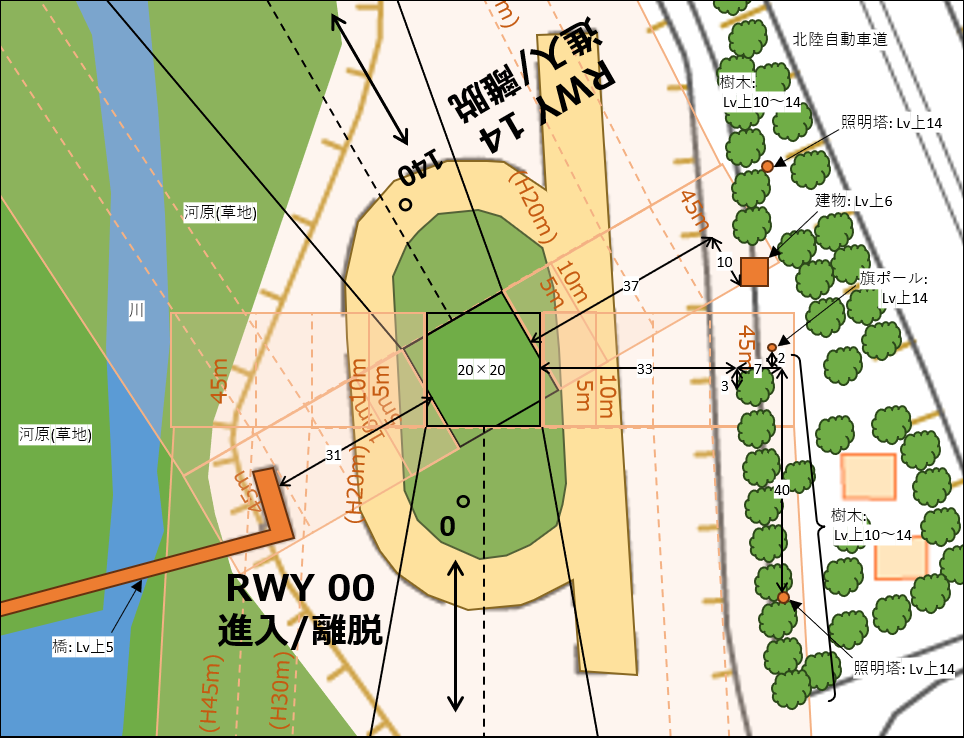 m)
北陸自動車道
進入/離脱
RWY 14
樹木:
Lv上10～14
照明塔: Lv上14
140
(H20m)
45m
建物: Lv上6
河原(草地)
10
10m
5m
37
旗ポール:
Lv上14
川
45m
2
20×20
33
7
3
45m
10m
5m
5m
10m
5m
10m
河原(草地)
31
(H20m)
45m
40
樹木:
Lv上10～14
0
RWY 00
進入/離脱
橋: Lv上5
照明塔: Lv上14
(H45m)
(H30m)